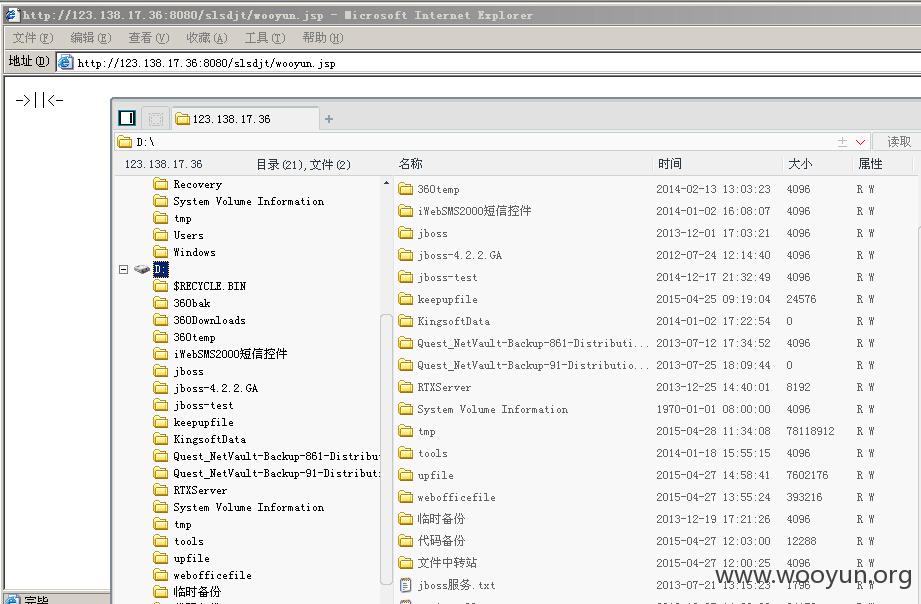 http://123.138.17.36:8080/slsdjt/wooyun.jsp - Microsoft Internet Explorer
文件(F) 编辑(E) 查看(V) 收藏(A) 工具(T) 帮助(H)
地址(D) http://123.138.17.36:8080/slsdjt/wooyun.jsp
->||<-
123.138.17.36 +
D:\ 读取
123.138.17.36 目录(21),文件(2)
Recovery
System Volume Information
tmp
Users
Windows
D:
$RECYCLE.BIN
360bak
360Downloads
360temp
iWebSMS2000短信控件
jboss
jboss-4.2.2.GA
jboss-test
keepupfile
KingsoftData
Quest_NetVault-Backup-861-Distribu
Quest_NetVault-Backup-91-Distribut
RTXServer
System Volume Information
tmp
tools
upfile
webofficefile
临时备份
名称 时间 大小 属性
360temp 2014-02-13 13:03:23 4096 R W
iWebSMS2000短信控件 2014-01-02 16:08:07 4096 R W
jboss 2013-12-01 17:03:21 4096 R W
jboss-4.2.2.GA 2012-07-24 12:14:40 4096 R W
jboss-test 2014-12-17 21:32:49 4096 R W
keepupfile 2015-04-25 09:19:04 24576 R W
KingsoftData 2014-01-02 17:22:54 0 R W
Quest_NetVault-Backup-861-Distributi... 2013-07-12 17:34:52 4096 R W
Quest_NetVault-Backup-91-Distributio... 2013-07-25 18:09:44 0 R W
RTXServer 2013-12-25 14:40:01 8192 R W
System Volume Information 1970-01-01 08:00:00 4096 R W
tmp 2015-04-28 11:34:08 78118912 R W
tools 2014-01-18 15:55:15 4096 R W
upfile 2015-04-27 14:58:41 7602176 R W
webofficefile 2015-04-27 13:55:24 393216 R W
临时备份 2013-12-19 17:21:26 4096 R W
代码备份 2015-04-27 12:03:00 12288 R W
文件中转站 2015-04-27 12:00:25 4096 R W
jboss服务.txt 2013-07-21 13:15:23 1796 R W
www.wooyun.org
完毕